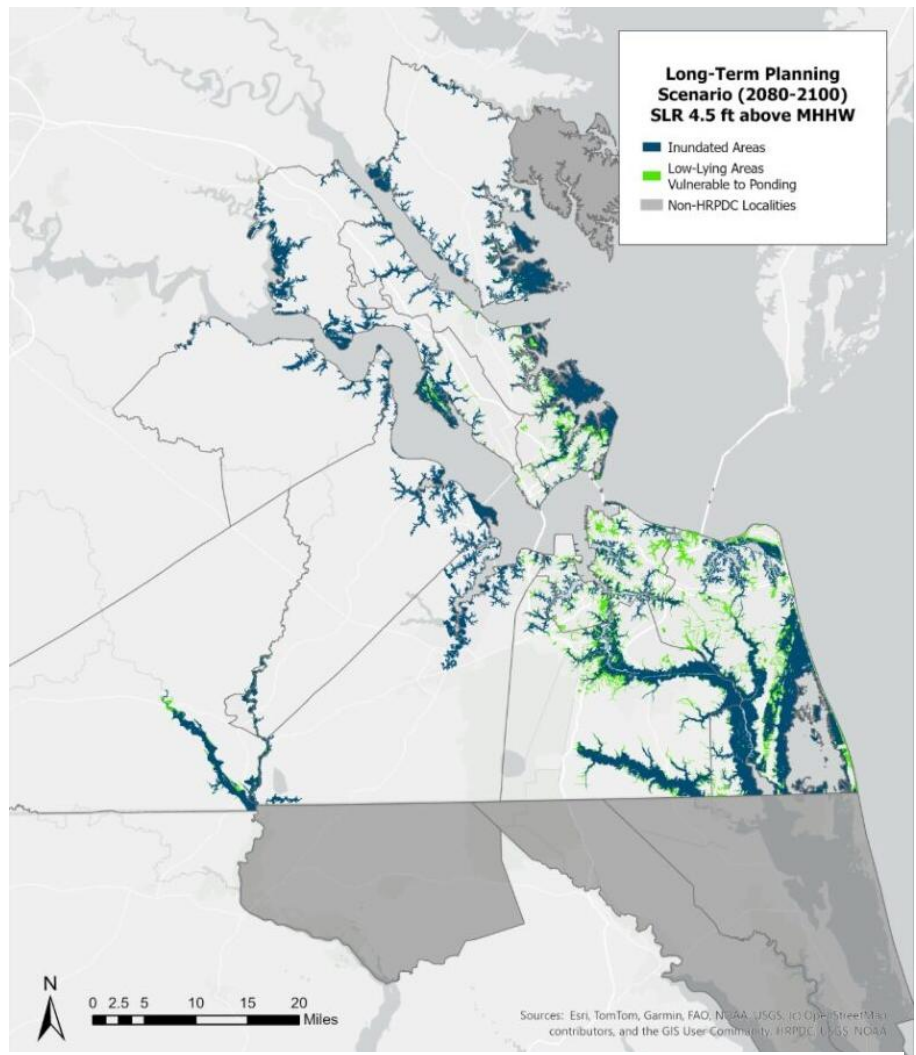 Long-Term Planning
Scenario (2080-2100)
SLR 4.5 ft above MHHW
Inundated Areas
Low-Lying Areas
Vulnerable to Ponding
Non-HRPDC Localities
N
0 2.5 5 10 15 20
Miles
Sources: Esri, TomTom, Garmin, FAO, NOAA, USGS, (c) OpenStreetMap
contributors, and the GIS User Community, HRPDC, USGS, NOAA